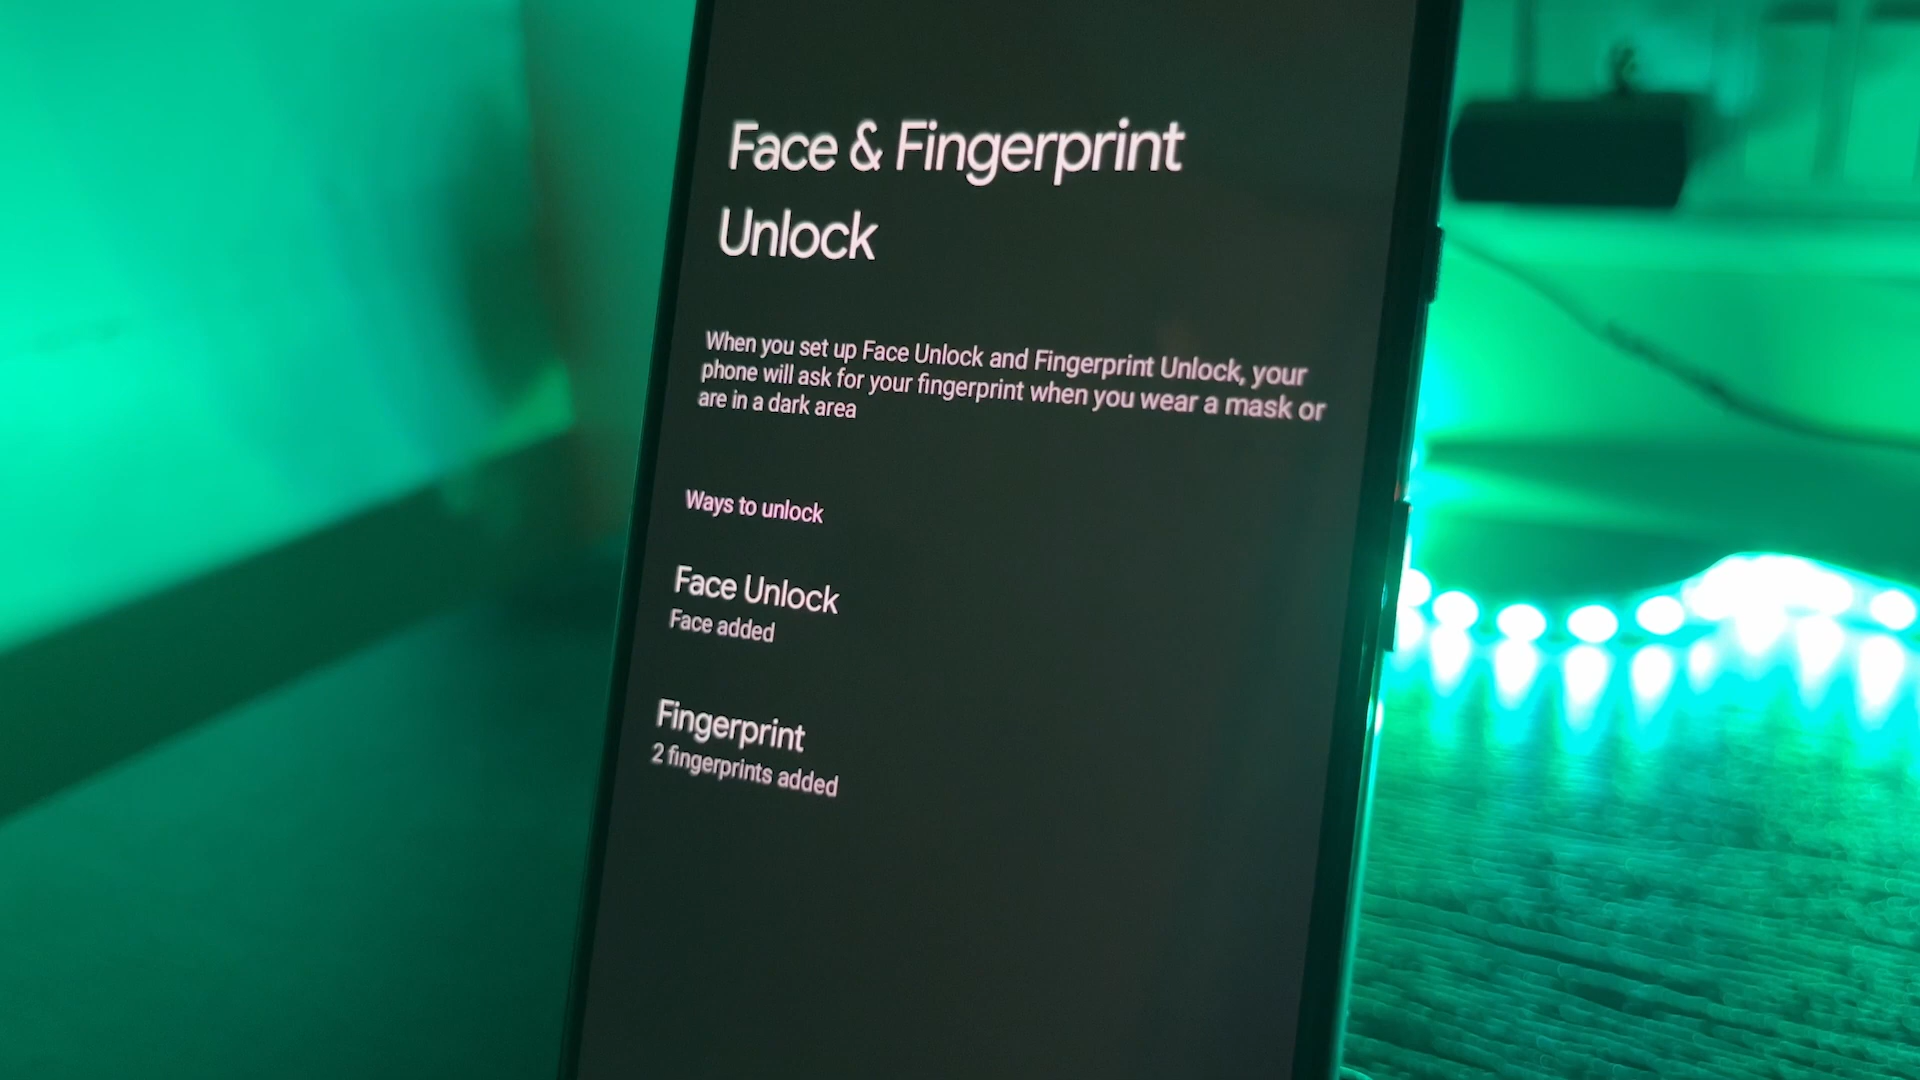 Face & Fingerprint
Unlock
When you set up Face Unlock and Fingerprint Unlock, your
phone will ask for your fingerprint when you wear a mask or
are in a dark area
Ways to unlock
Face Unlock
Face added
Fingerprint
2 fingerprints added